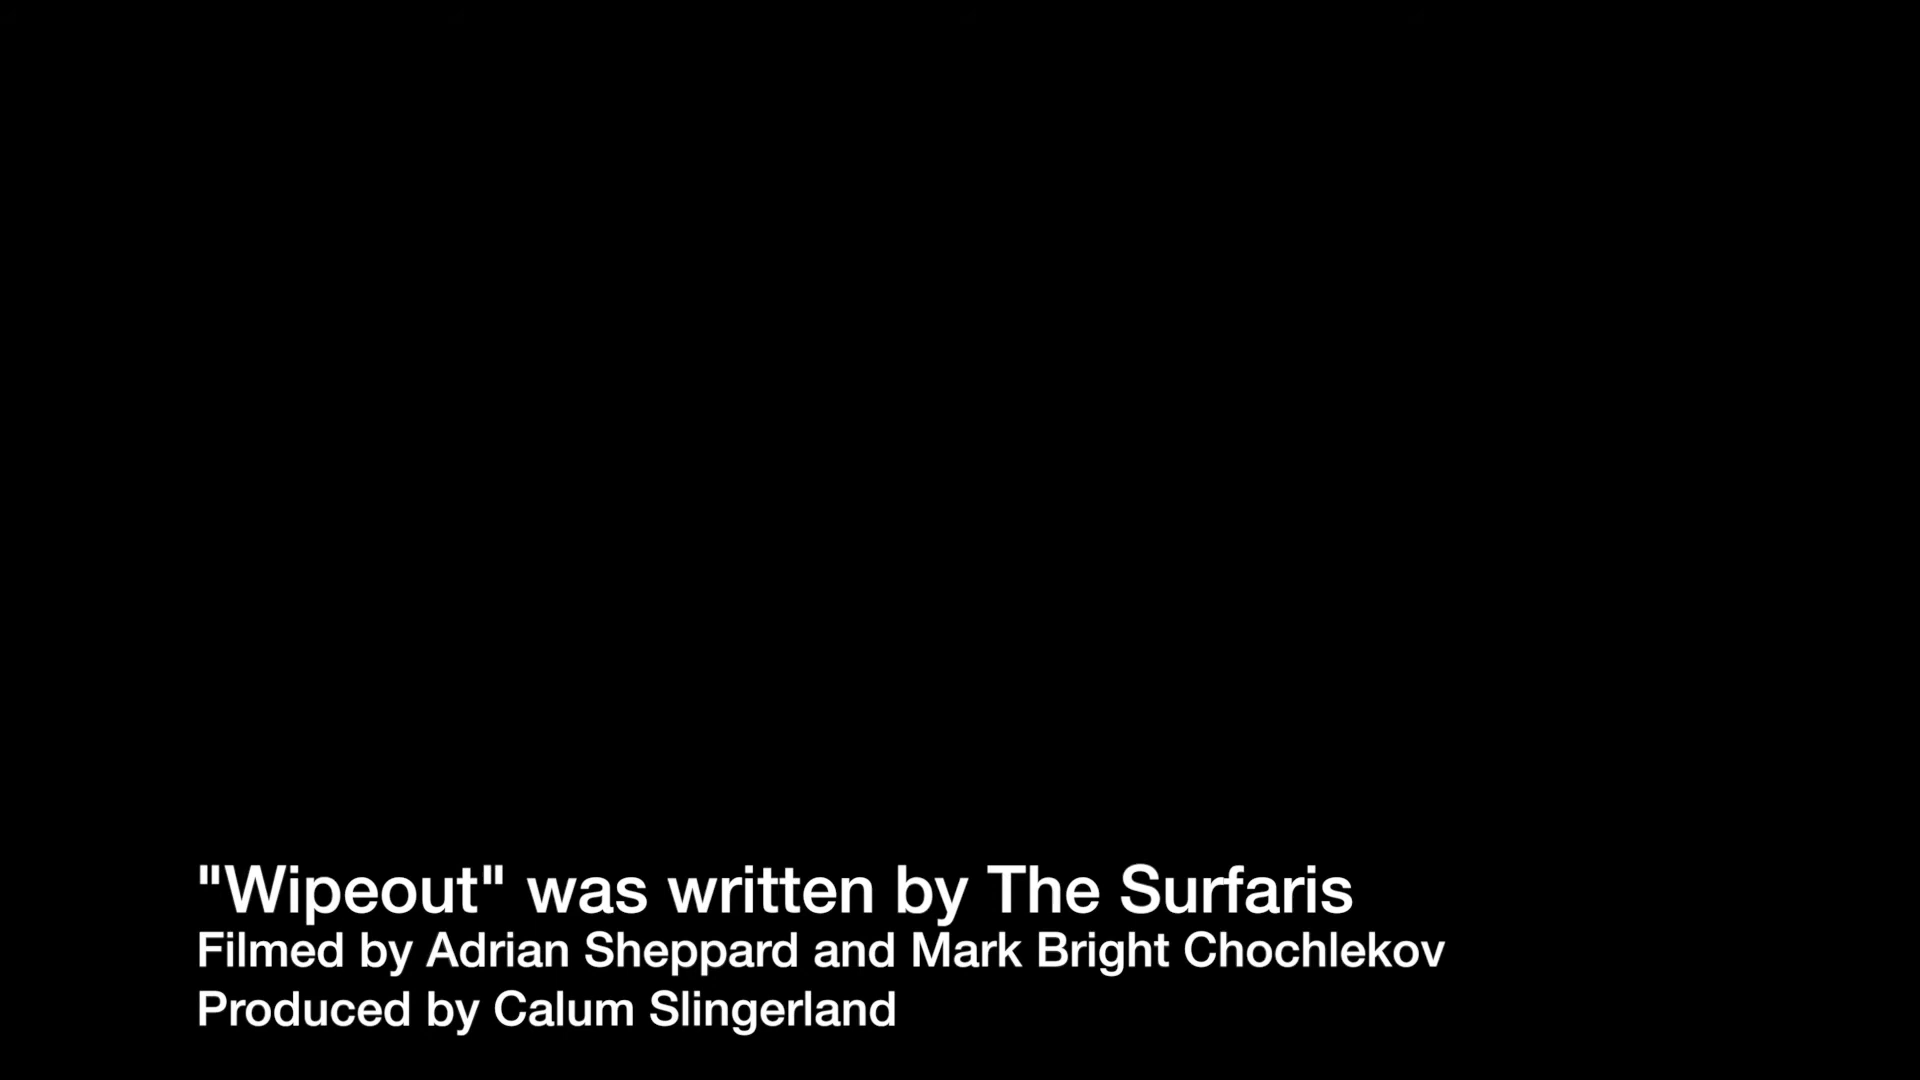 "Wipeout" was written by The Surfaris
Filmed by Adrian Sheppard and Mark Bright Chochlekov
Produced by Calum Slingerland